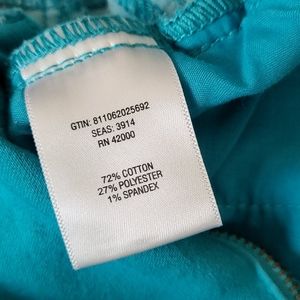 GTIN: 811062025692
SEAS: 3914
RN 42000
72% COTTON
27% POLYESTER
1% SPANDEX